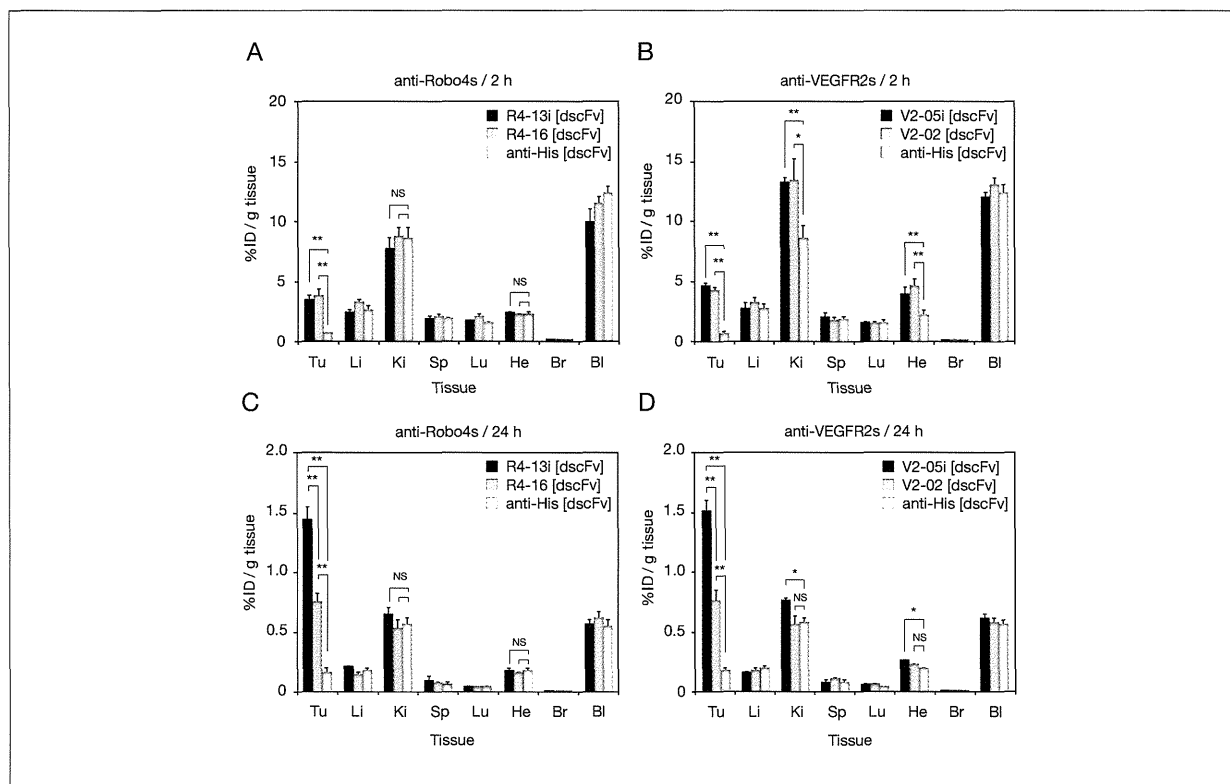 A
anti-Robo4s / 2 h
%ID / g tissue
20
15
10
5
0
R4-13i [dscFv]
R4-16 [dscFv]
anti-His [dscFv]
**
**
NS
NS
Tu Li Ki Sp Lu He Br Bl
Tissue
B
anti-VEGFR2s / 2 h
%ID / g tissue
20
15
10
5
0
V2-05i [dscFv]
V2-02 [dscFv]
anti-His [dscFv]
**
*
**
**
**
**
Tu Li Ki Sp Lu He Br Bl
Tissue
C
anti-Robo4s / 24 h
%ID / g tissue
2.0
1.5
1.0
0.5
0
R4-13i [dscFv]
R4-16 [dscFv]
anti-His [dscFv]
**
**
**
NS
NS
Tu Li Ki Sp Lu He Br Bl
Tissue
D
anti-VEGFR2s / 24 h
%ID / g tissue
2.0
1.5
1.0
0.5
0
V2-05i [dscFv]
V2-02 [dscFv]
anti-His [dscFv]
**
**
**
*
NS
*
NS
Tu Li Ki Sp Lu He Br Bl
Tissue